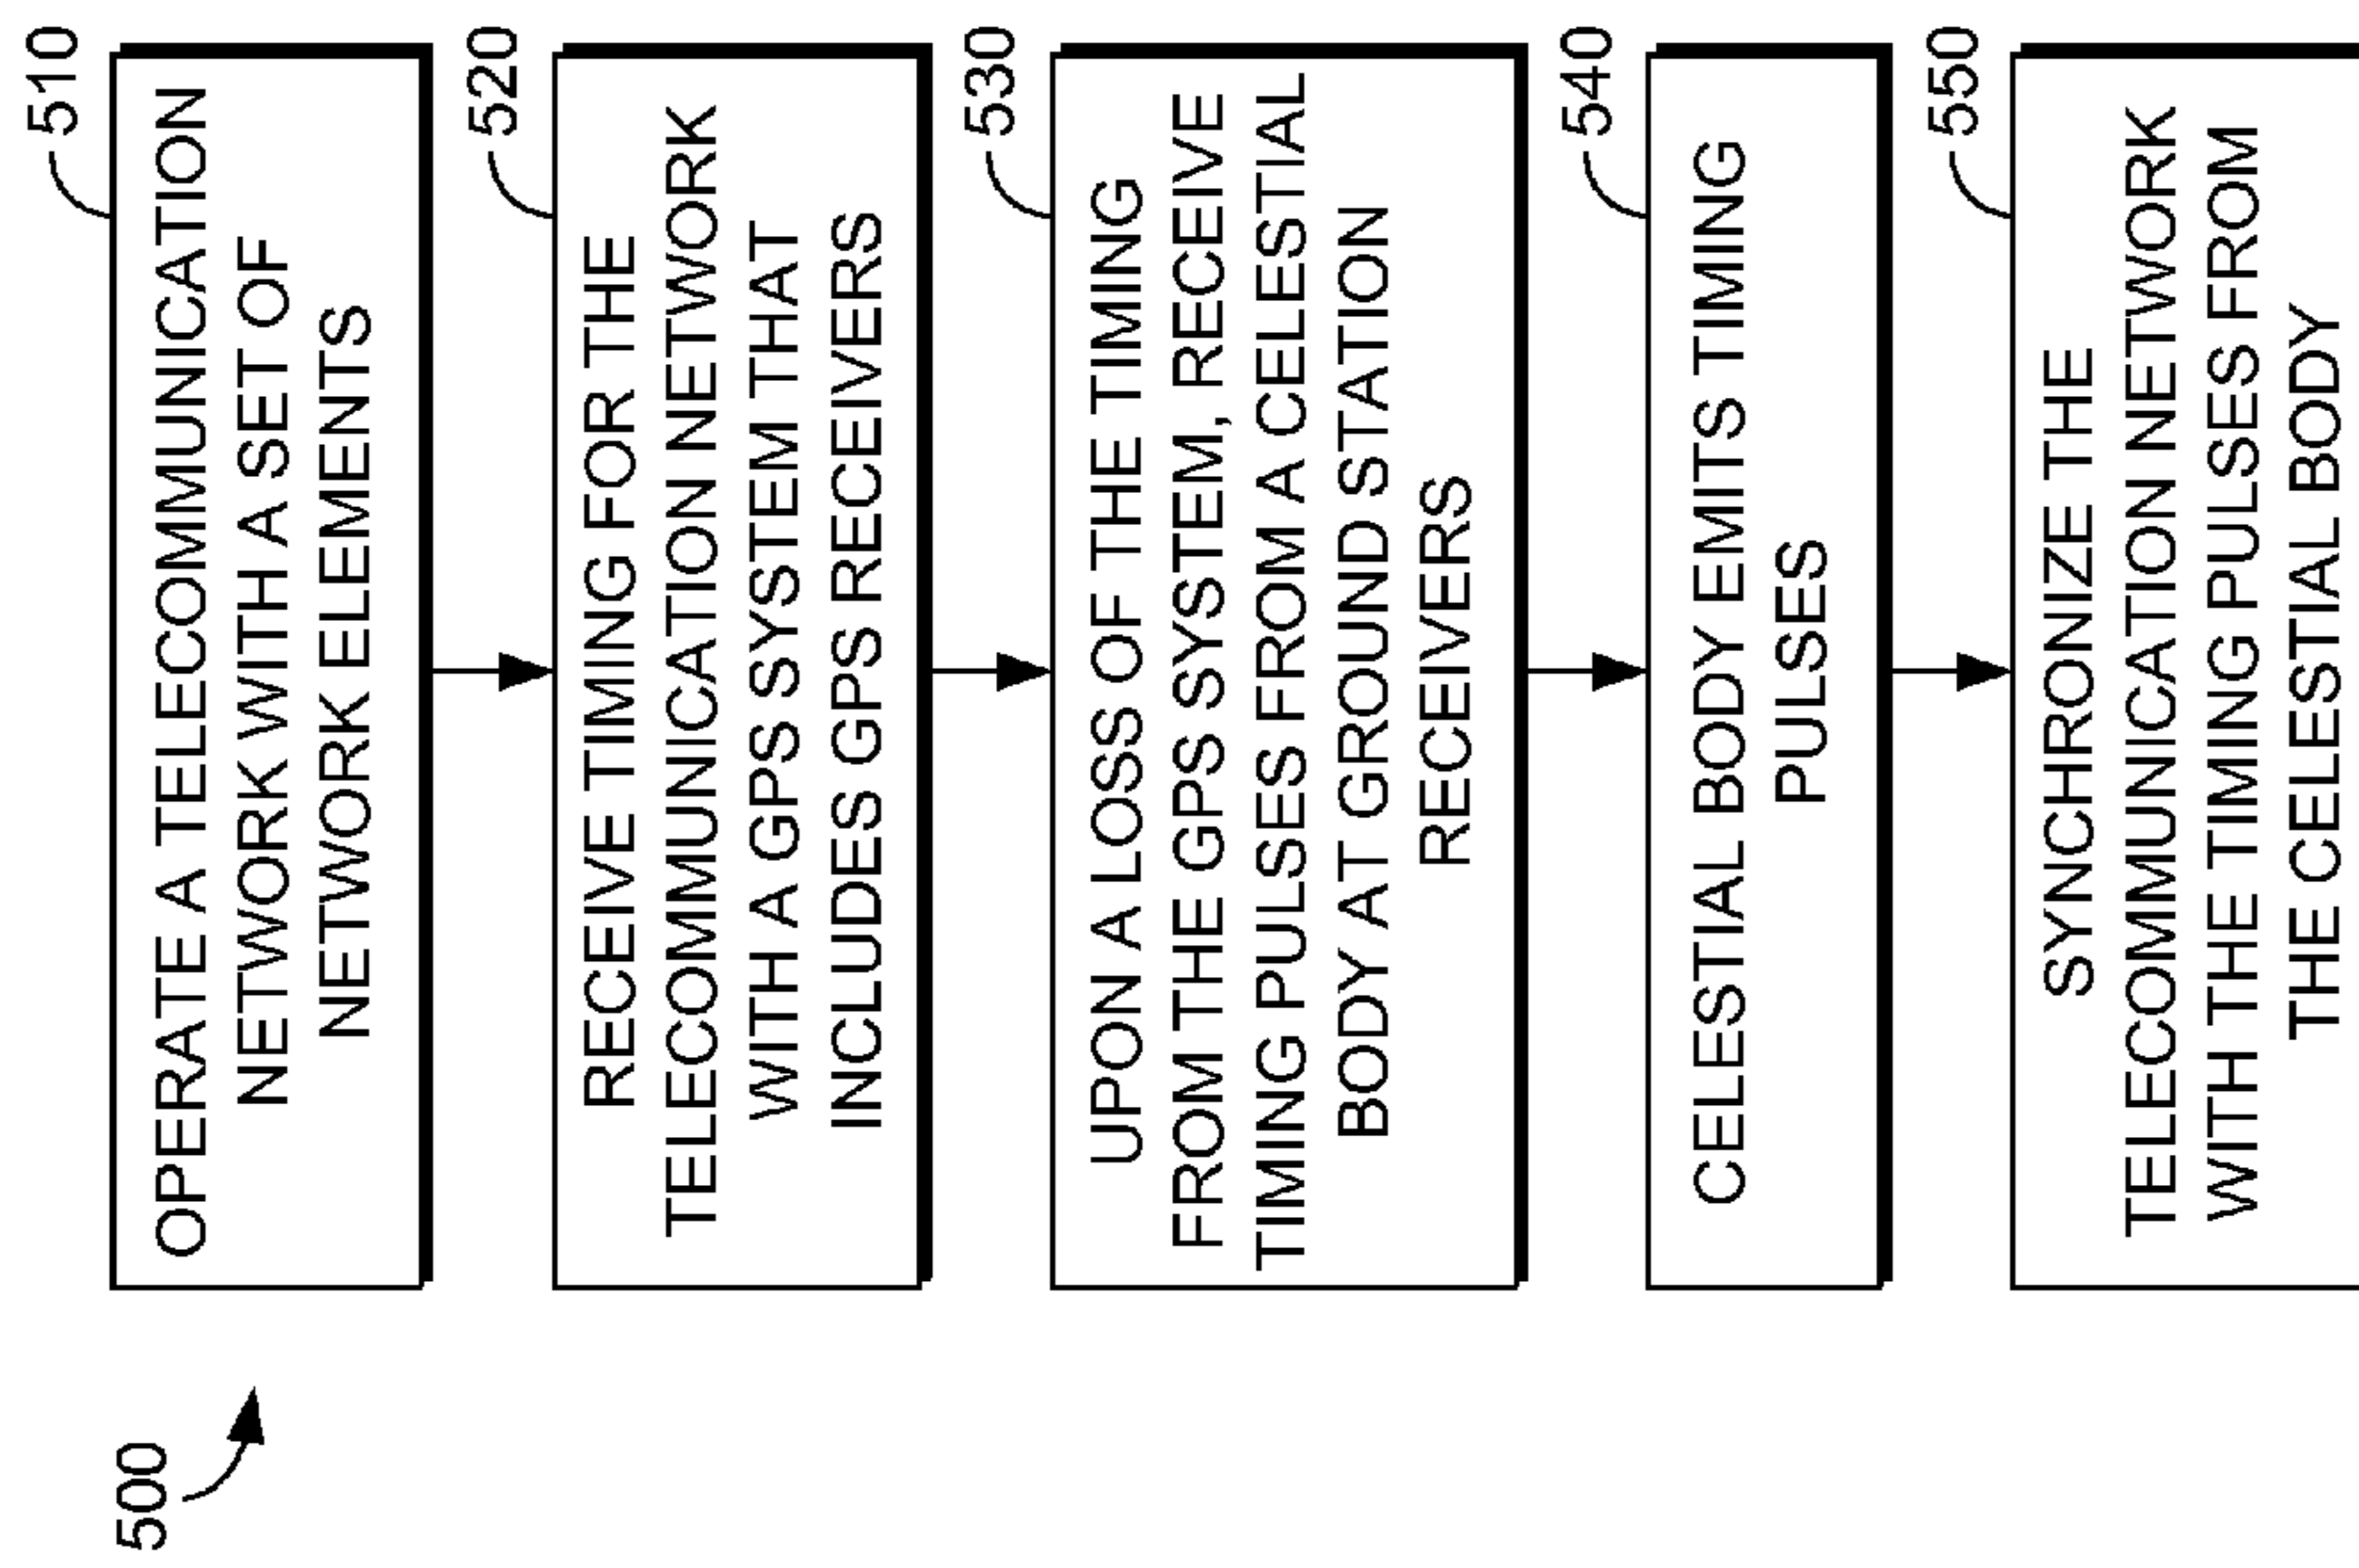 500
510
OPERATE A TELECOMMUNICATION
NETWORK WITH A SET OF
NETWORK ELEMENTS
520
RECEIVE TIMING FOR THE
TELECOMMUNICATION NETWORK
WITH A GPS SYSTEM THAT
INCLUDES GPS RECEIVERS
530
UPON A LOSS OF THE TIMING
FROM THE GPS SYSTEM, RECEIVE
TIMING PULSES FROM A CELESTIAL
BODY AT GROUND STATION
RECEIVERS
540
CELESTIAL BODY EMITS TIMING
PULSES
550
SYNCHRONIZE THE
TELECOMMUNICATION NETWORK
WITH THE TIMING PULSES FROM
THE CELESTIAL BODY